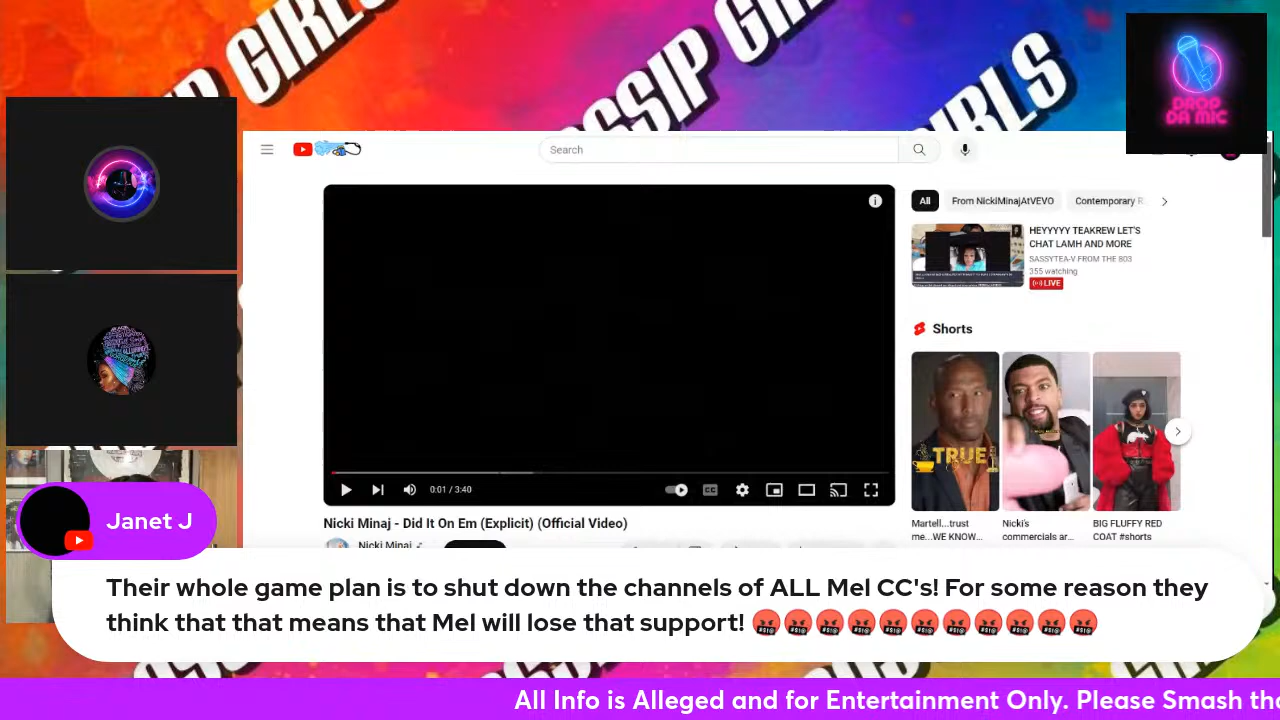 GOSSIP GIRLS
DROP
DA MIC
Search
All
From NickiMinajAtVEVO
Contemporary R
HEYYYYY TEAKREW LET'S
CHAT LAMH AND MORE
SASSYTEA-V FROM THE 803
355 watching
LIVE
Shorts
TRUE
0:01 / 3:40
CC
Nicki Minaj - Did It On Em (Explicit) (Official Video)
Martell...trust
me...WE KNOW...
Nicki's
commercials ar...
BIG FLUFFY RED
COAT #shorts
Nicki Minaj
Janet J
Their whole game plan is to shut down the channels of ALL Mel CC's! For some reason they
think that that means that Mel will lose that support! 🤬🤬🤬🤬🤬🤬🤬🤬🤬🤬🤬
All Info is Alleged and for Entertainment Only. Please Smash